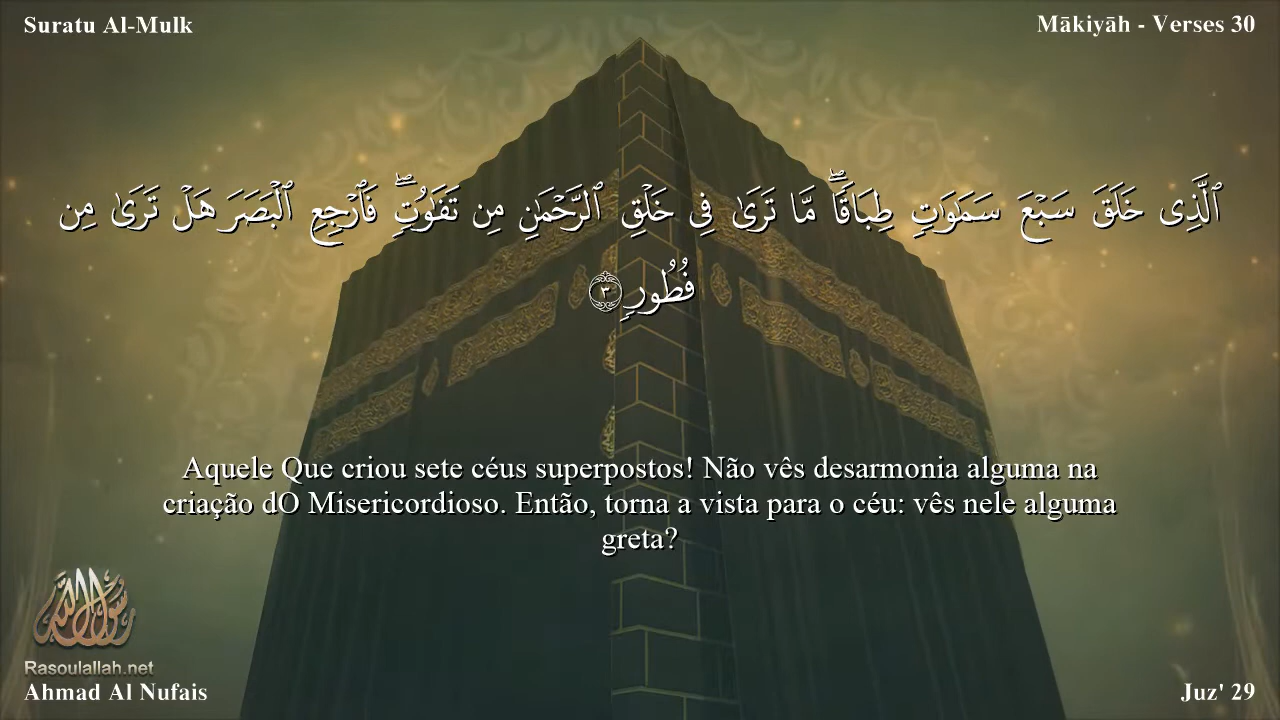 Suratu Al-Mulk
Mākiyāh - Verses 30
ٱلَّذِى خَلَقَ سَبْعَ سَمَٰوَٰتٍ طِبَاقًا ۖ مَّا تَرَىٰ فِى خَلْقِ ٱلرَّحْمَٰنِ مِن تَفَٰوُتٍ ۖ فَٱرْجِعِ ٱلْبَصَرَ هَلْ تَرَىٰ مِن
فُطُورٍ ٣
Aquele Que criou sete céus superpostos! Não vês desarmonia alguma na
criação dO Misericordioso. Então, torna a vista para o céu: vês nele alguma
greta?
رسول الله
Rasoulallah.net
Ahmad Al Nufais
Juz' 29